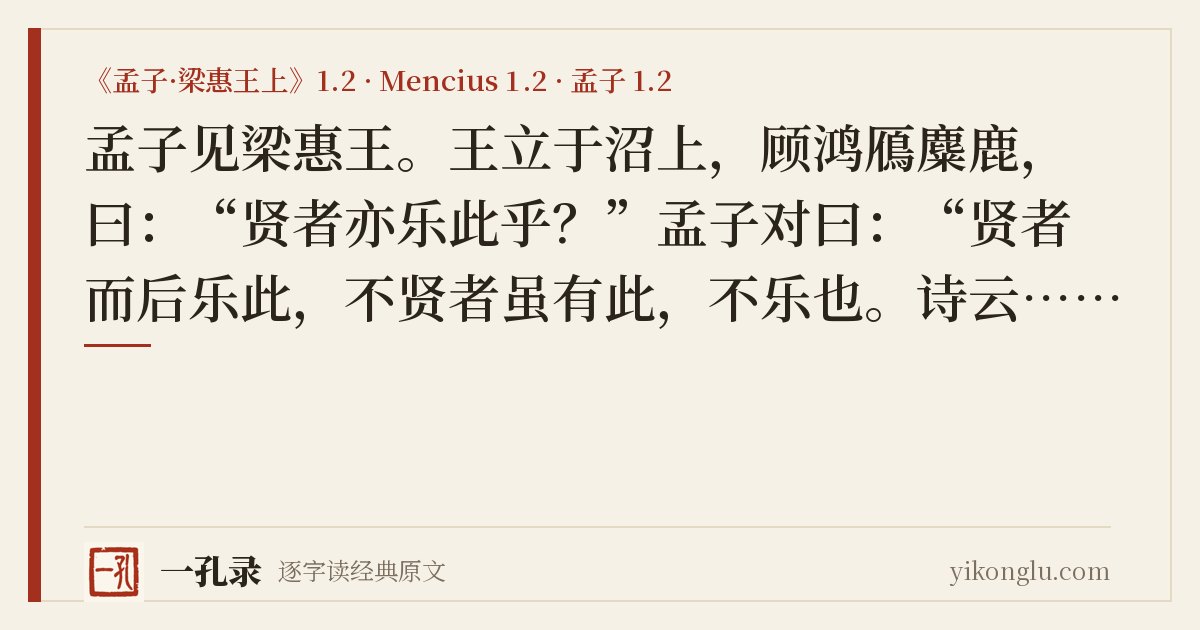 《孟子·梁惠王上》1.2 · Mencius 1.2 · 孟子 1.2
孟子见梁惠王。王立于沼上，顾鸿鴈麋鹿，
曰：“贤者亦乐此乎？”孟子对曰：“贤者
而后乐此，不贤者虽有此，不乐也。诗云……
一孔
一孔录 逐字读经典原文 yikonglu.com